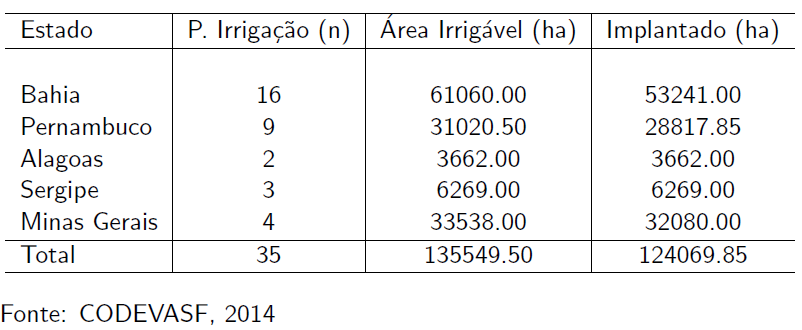 Estado P. Irrigação (n) Área Irrigável (ha) Implantado (ha)
Bahia 16 61060.00 53241.00
Pernambuco 9 31020.50 28817.85
Alagoas 2 3662.00 3662.00
Sergipe 3 6269.00 6269.00
Minas Gerais 4 33538.00 32080.00
Total 35 135549.50 124069.85
Fonte: CODEVASF, 2014